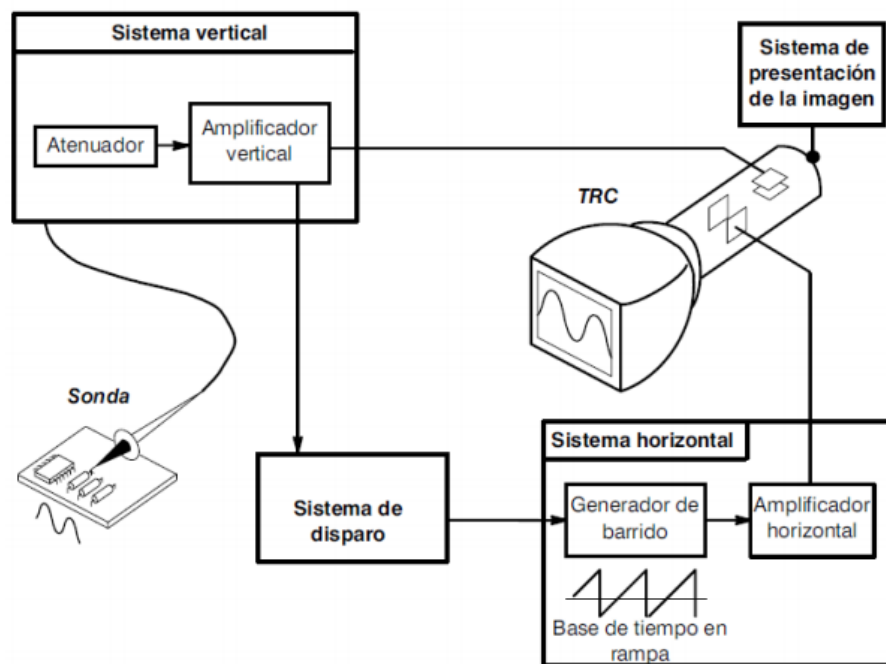 Sistema vertical
Atenuador
Amplificador
vertical
Sistema de
presentación
de la imagen
TRC
Sonda
Sistema de
disparo
Sistema horizontal
Generador de
barrido
Amplificador
horizontal
Base de tiempo en
rampa